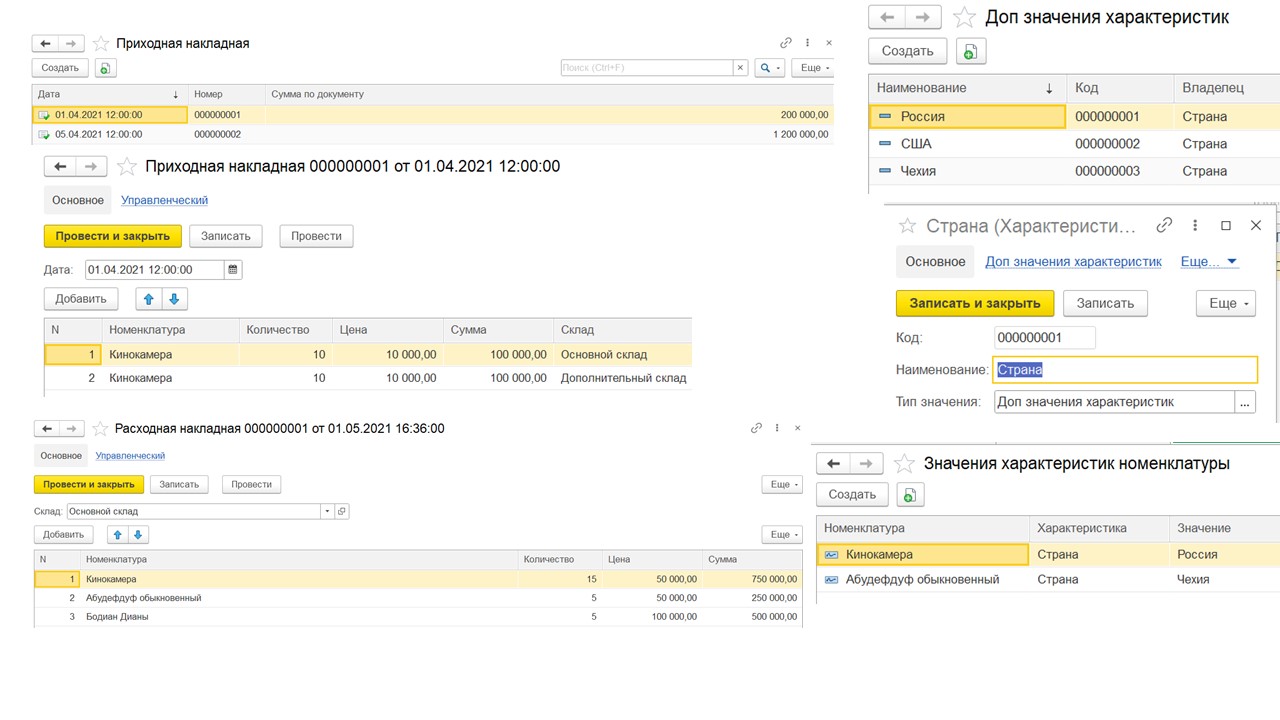 Приходная накладная
Создать
Поиск (Ctrl+F)
Еще
Дата Номер Сумма по документу
01.04.2021 12:00:00 000000001 200 000,00
05.04.2021 12:00:00 000000002 1 200 000,00
Приходная накладная 000000001 от 01.04.2021 12:00:00
Основное Управленческий
Провести и закрыть Записать Провести
Дата: 01.04.2021 12:00:00
Добавить
N Номенклатура Количество Цена Сумма Склад
1 Кинокамера 10 10 000,00 100 000,00 Основной склад
2 Кинокамера 10 10 000,00 100 000,00 Дополнительный склад
Расходная накладная 000000001 от 01.05.2021 16:36:00
Основное Управленческий
Провести и закрыть Записать Провести Еще
Склад: Основной склад
Добавить Еще
N Номенклатура Количество Цена Сумма
1 Кинокамера 15 50 000,00 750 000,00
2 Абудефдуф обыкновенный 5 50 000,00 250 000,00
3 Бодиан Дианы 5 100 000,00 500 000,00
Доп значения характеристик
Создать
Наименование Код Владелец
Россия 000000001 Страна
США 000000002 Страна
Чехия 000000003 Страна
Страна (Характеристи...
Основное Доп значения характеристик Еще...
Записать и закрыть Записать Еще
Код: 000000001
Наименование: Страна
Тип значения: Доп значения характеристик ...
Значения характеристик номенклатуры
Создать
Номенклатура Характеристика Значение
Кинокамера Страна Россия
Абудефдуф обыкновенный Страна Чехия